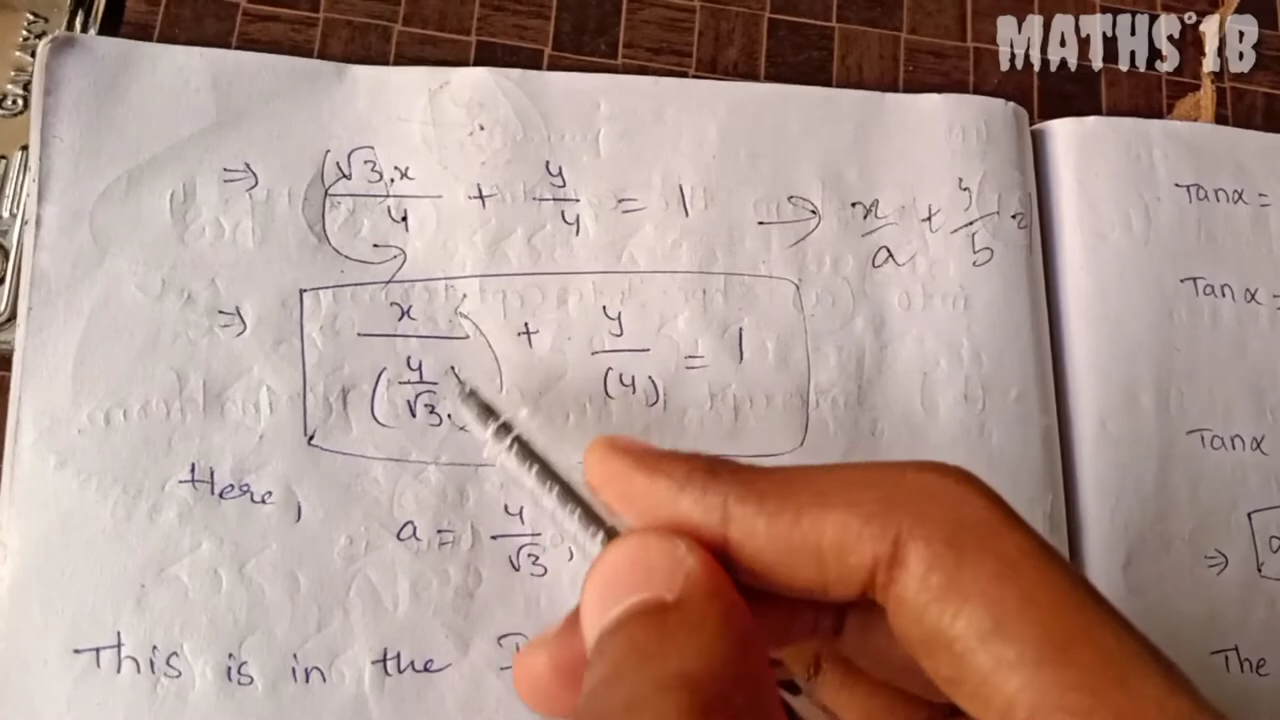 MATHS 1B
⇒ (√3.x/4 + y/4 = 1 → x/a + y/b = 1
⇒ x/(4/√3) + y/(4) = 1
Here, a = 4/√3,
This is in the
Tanα =
Tanα =
Tanα
⇒
The